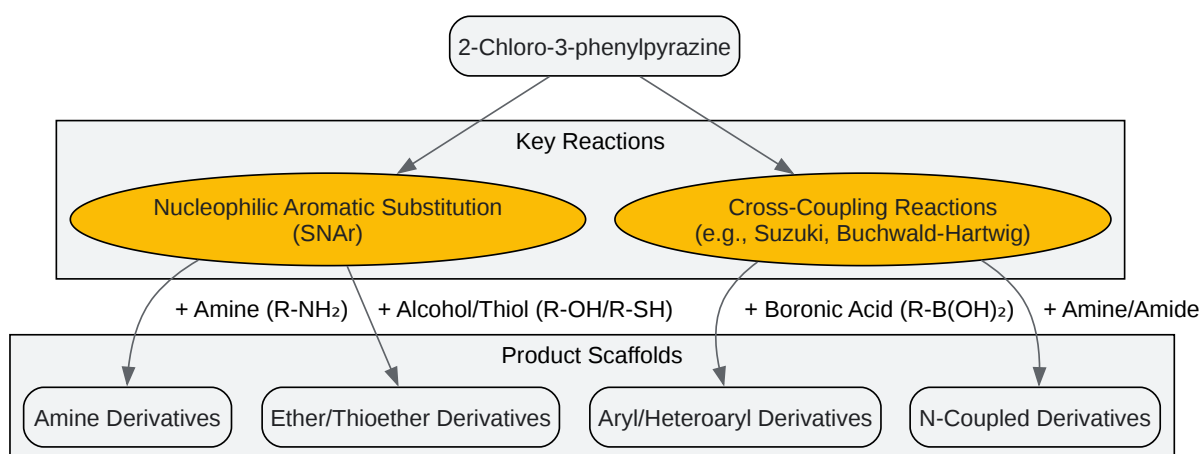 2-Chloro-3-phenylpyrazine
Key Reactions
Nucleophilic Aromatic Substitution
(SNAr)
Cross-Coupling Reactions
(e.g., Suzuki, Buchwald-Hartwig)
+ Amine (R-NH₂)
+ Alcohol/Thiol (R-OH/R-SH)
+ Boronic Acid (R-B(OH)₂)
+ Amine/Amide
Product Scaffolds
Amine Derivatives
Ether/Thioether Derivatives
Aryl/Heteroaryl Derivatives
N-Coupled Derivatives